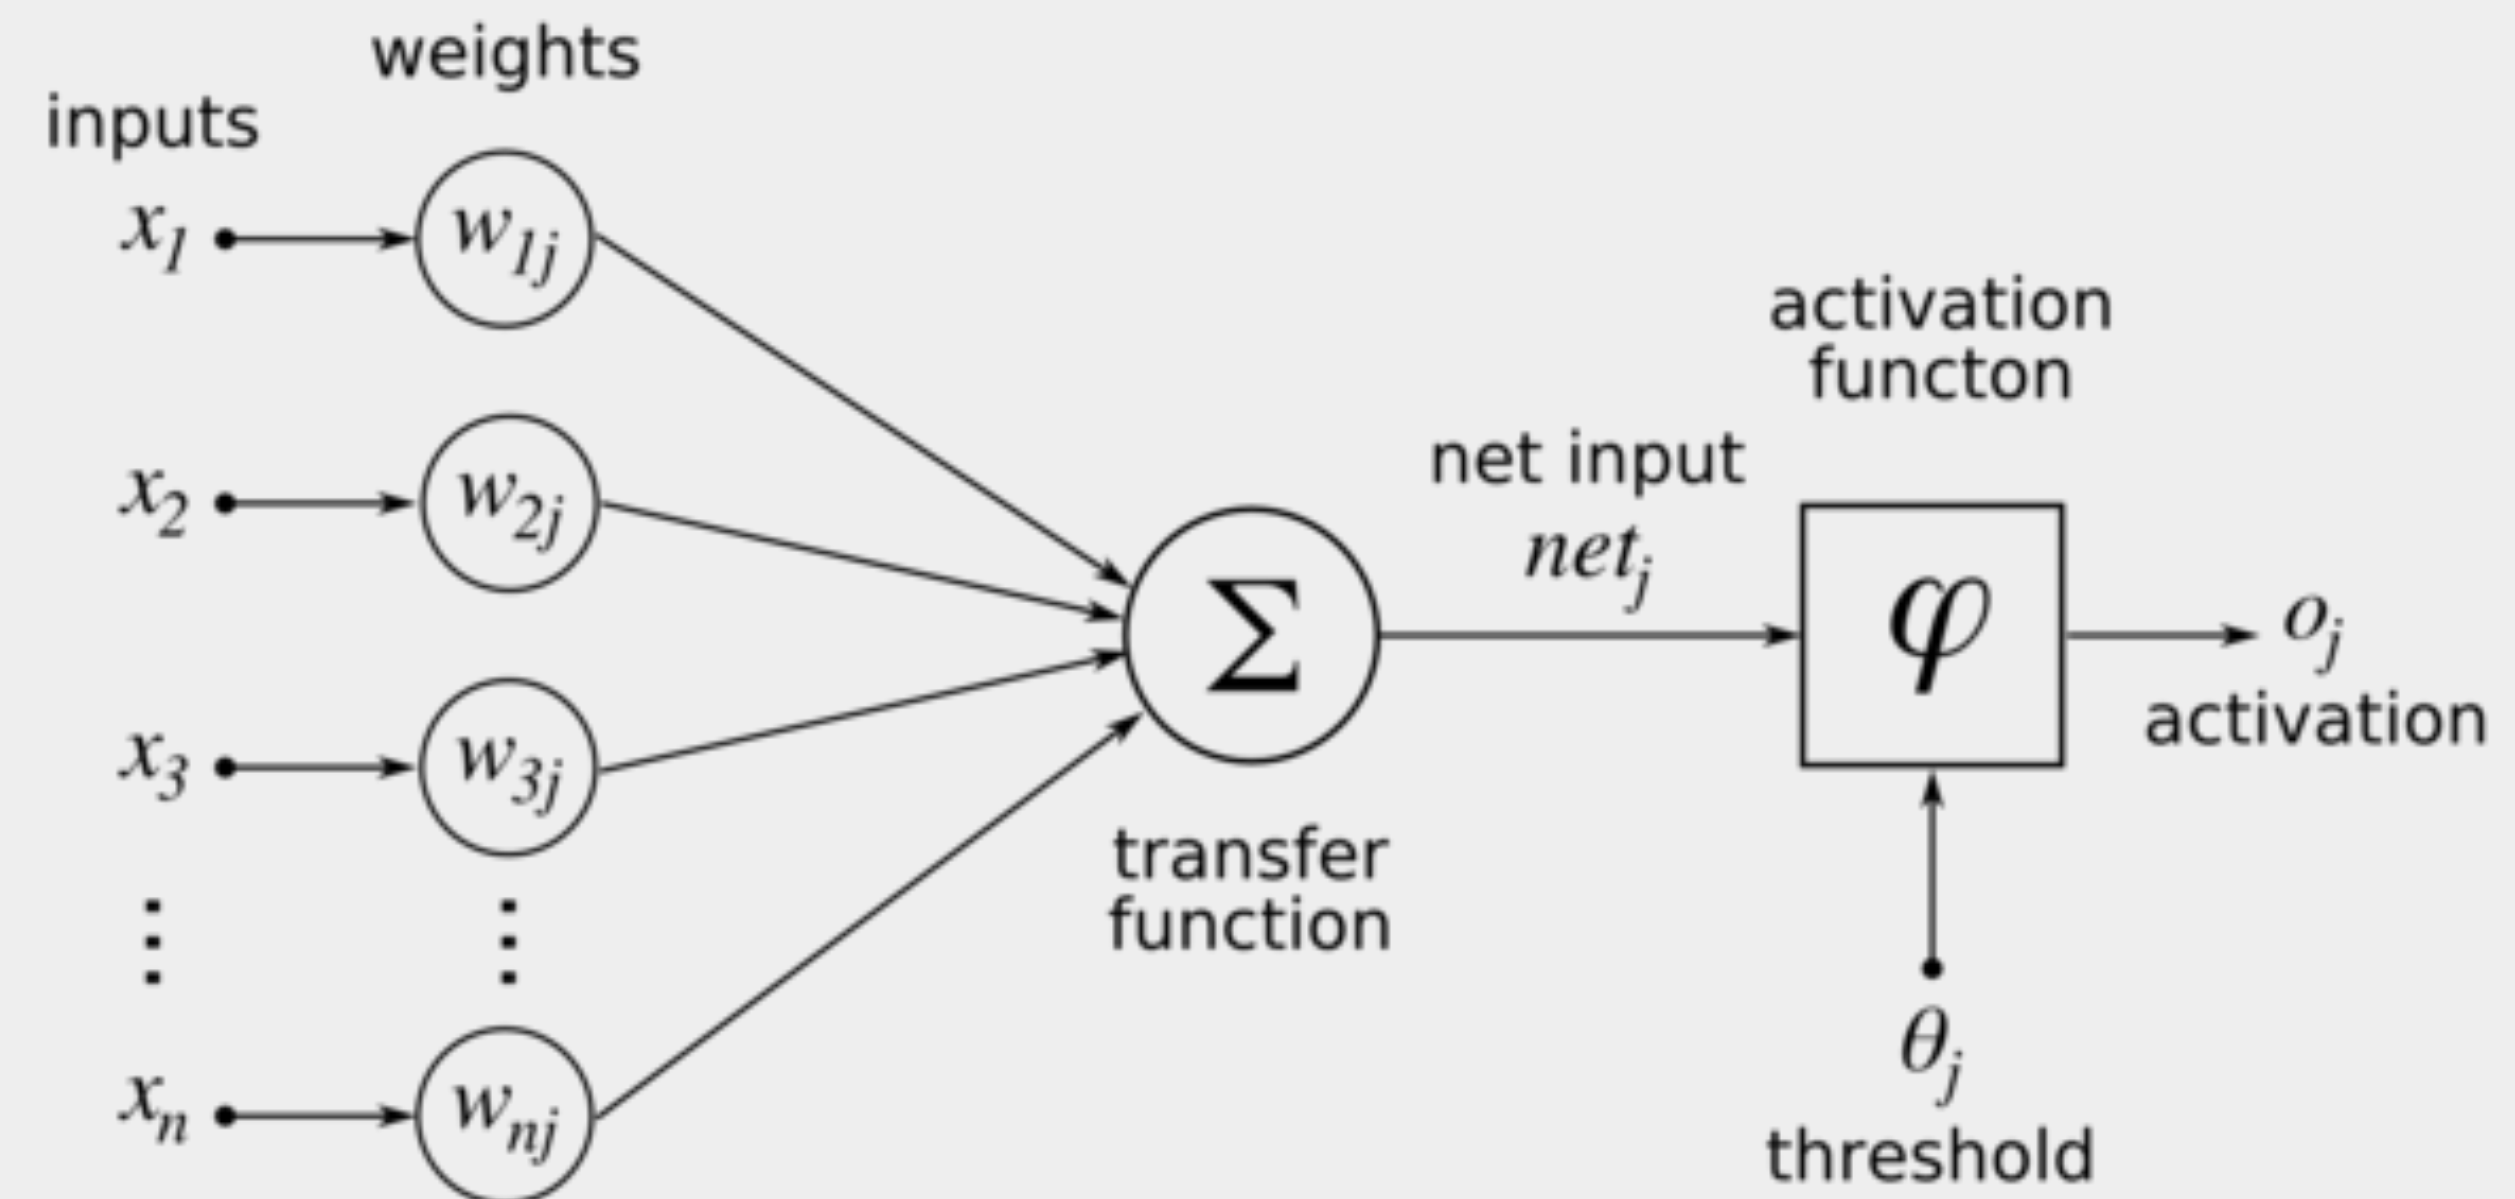 weights
inputs
x1
w1j
x2
w2j
x3
w3j
⋮ ⋮
xn
wnj
Σ
transfer
function
net input
netj
activation
functon
φ
oj
activation
θj
threshold